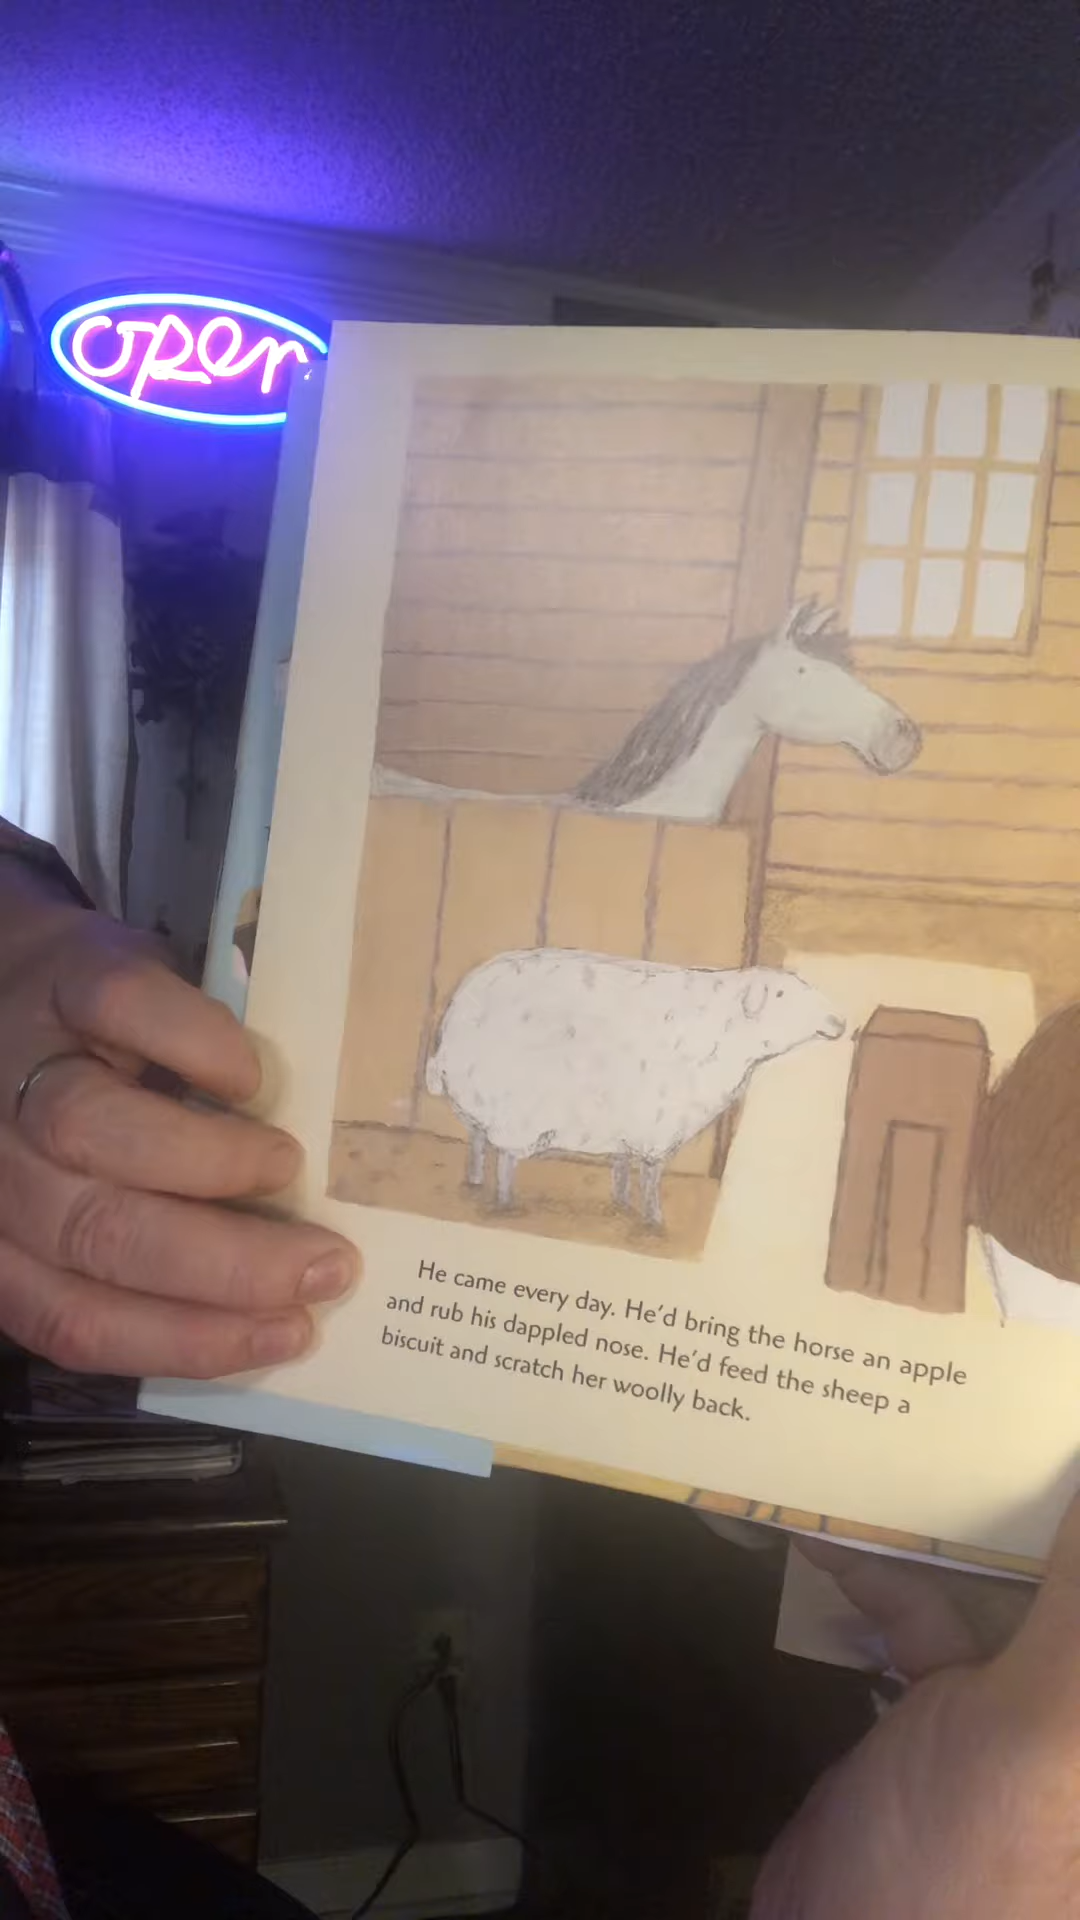 open
He came every day. He'd bring the horse an apple
and rub his dappled nose. He'd feed the sheep a
biscuit and scratch her woolly back.